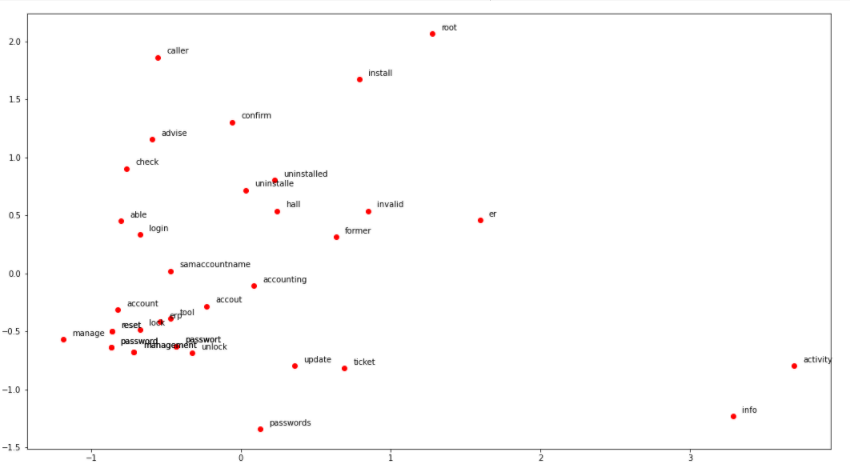 2.0
1.5
1.0
0.5
0.0
−0.5
−1.0
−1.5
root
caller
install
confirm
advise
check
uninstalled
uninstalle
hall
invalid
able
er
login
former
samaccountname
accounting
account
accout
tool
erp
lock
reset
manage
password
passwort
management
unlock
update
ticket
activity
info
passwords
−1
0
1
2
3